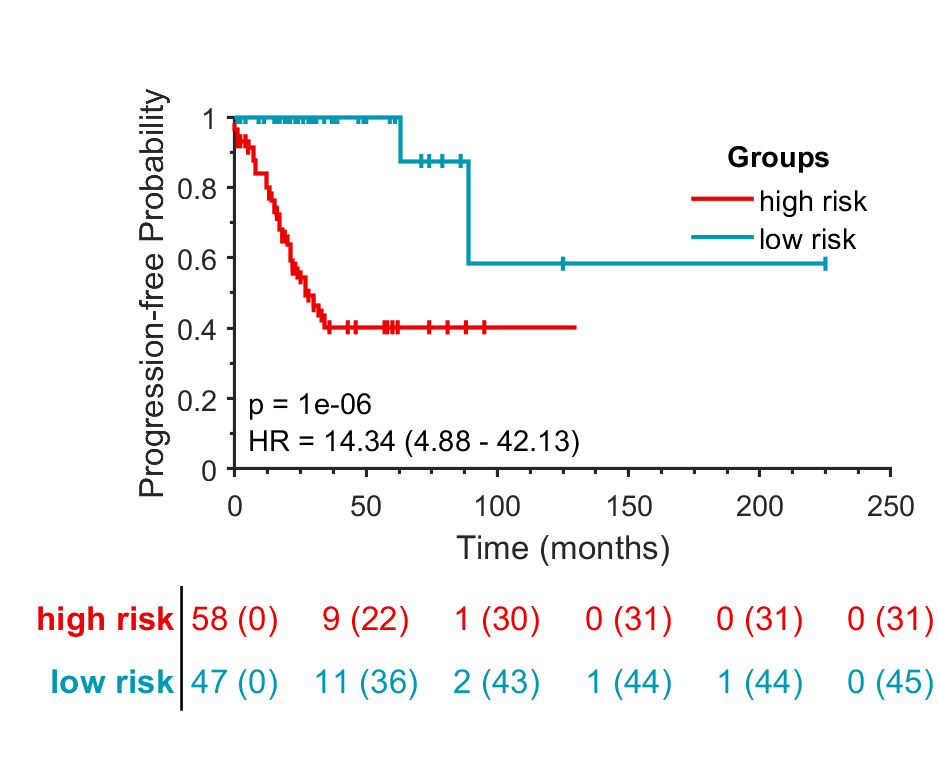 Progression-free Probability
1
0.8
0.6
0.4
0.2
0
Groups
high risk
low risk
p = 1e-06
HR = 14.34 (4.88 - 42.13)
0 50 100 150 200 250
Time (months)
high risk 58 (0) 9 (22) 1 (30) 0 (31) 0 (31) 0 (31)
low risk 47 (0) 11 (36) 2 (43) 1 (44) 1 (44) 0 (45)